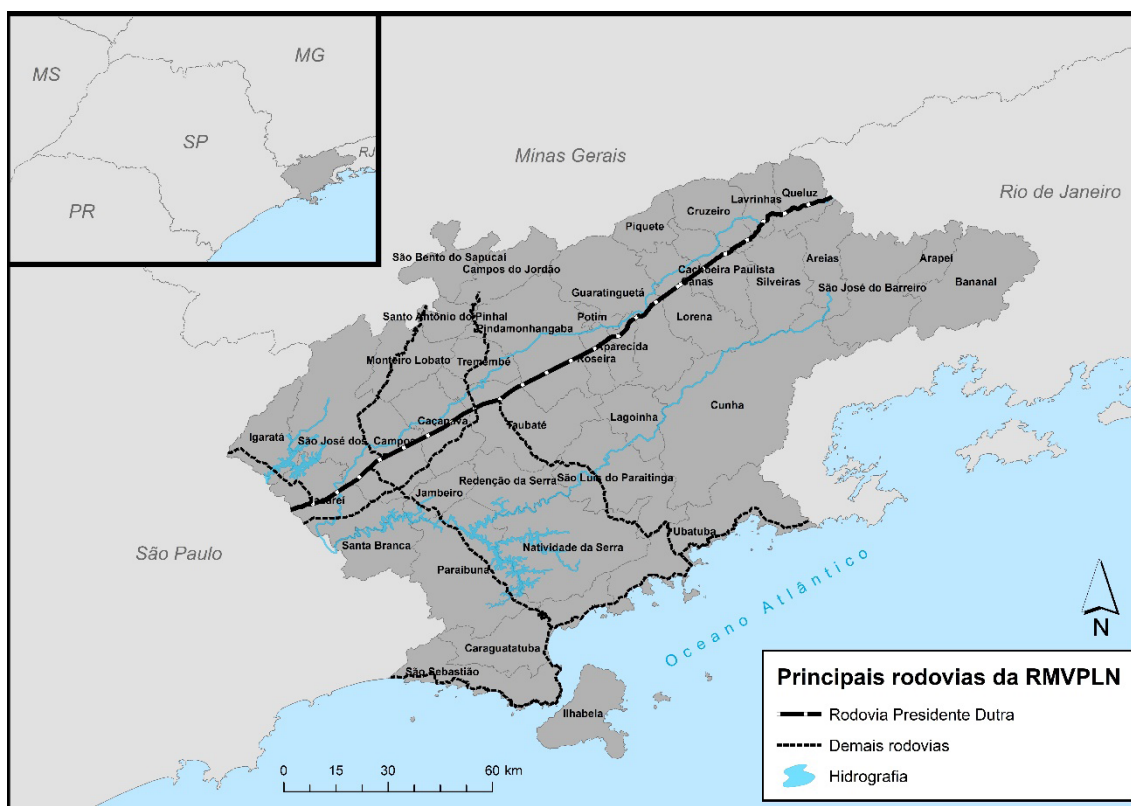 MS
MG
SP
RJ
PR
Minas Gerais
Rio de Janeiro
São Paulo
Queluz
Lavrinhas
Cruzeiro
Piquete
São Bento do Sapucaí
Campos do Jordão
Areias
Arapeí
Cachoeira Paulista
Canas
Silveiras
São José do Barreiro
Bananal
Guaratinguetá
Santo Antônio do Pinhal
Potim
Lorena
Pindamonhangaba
Aparecida
Roseira
Monteiro Lobato
Tremembé
Cunha
Lagoinha
Caçapava
Taubaté
Igaratá
São José dos Campos
Redenção da Serra
São Luis do Paraitinga
Jambeiro
Jacareí
Ubatuba
Santa Branca
Natividade da Serra
Paraibuna
Oceano Atlântico
Caraguatatuba
São Sebastião
Ilhabela
N
0 15 30 60 km
Principais rodovias da RMVPLN
Rodovia Presidente Dutra
Demais rodovias
Hidrografia